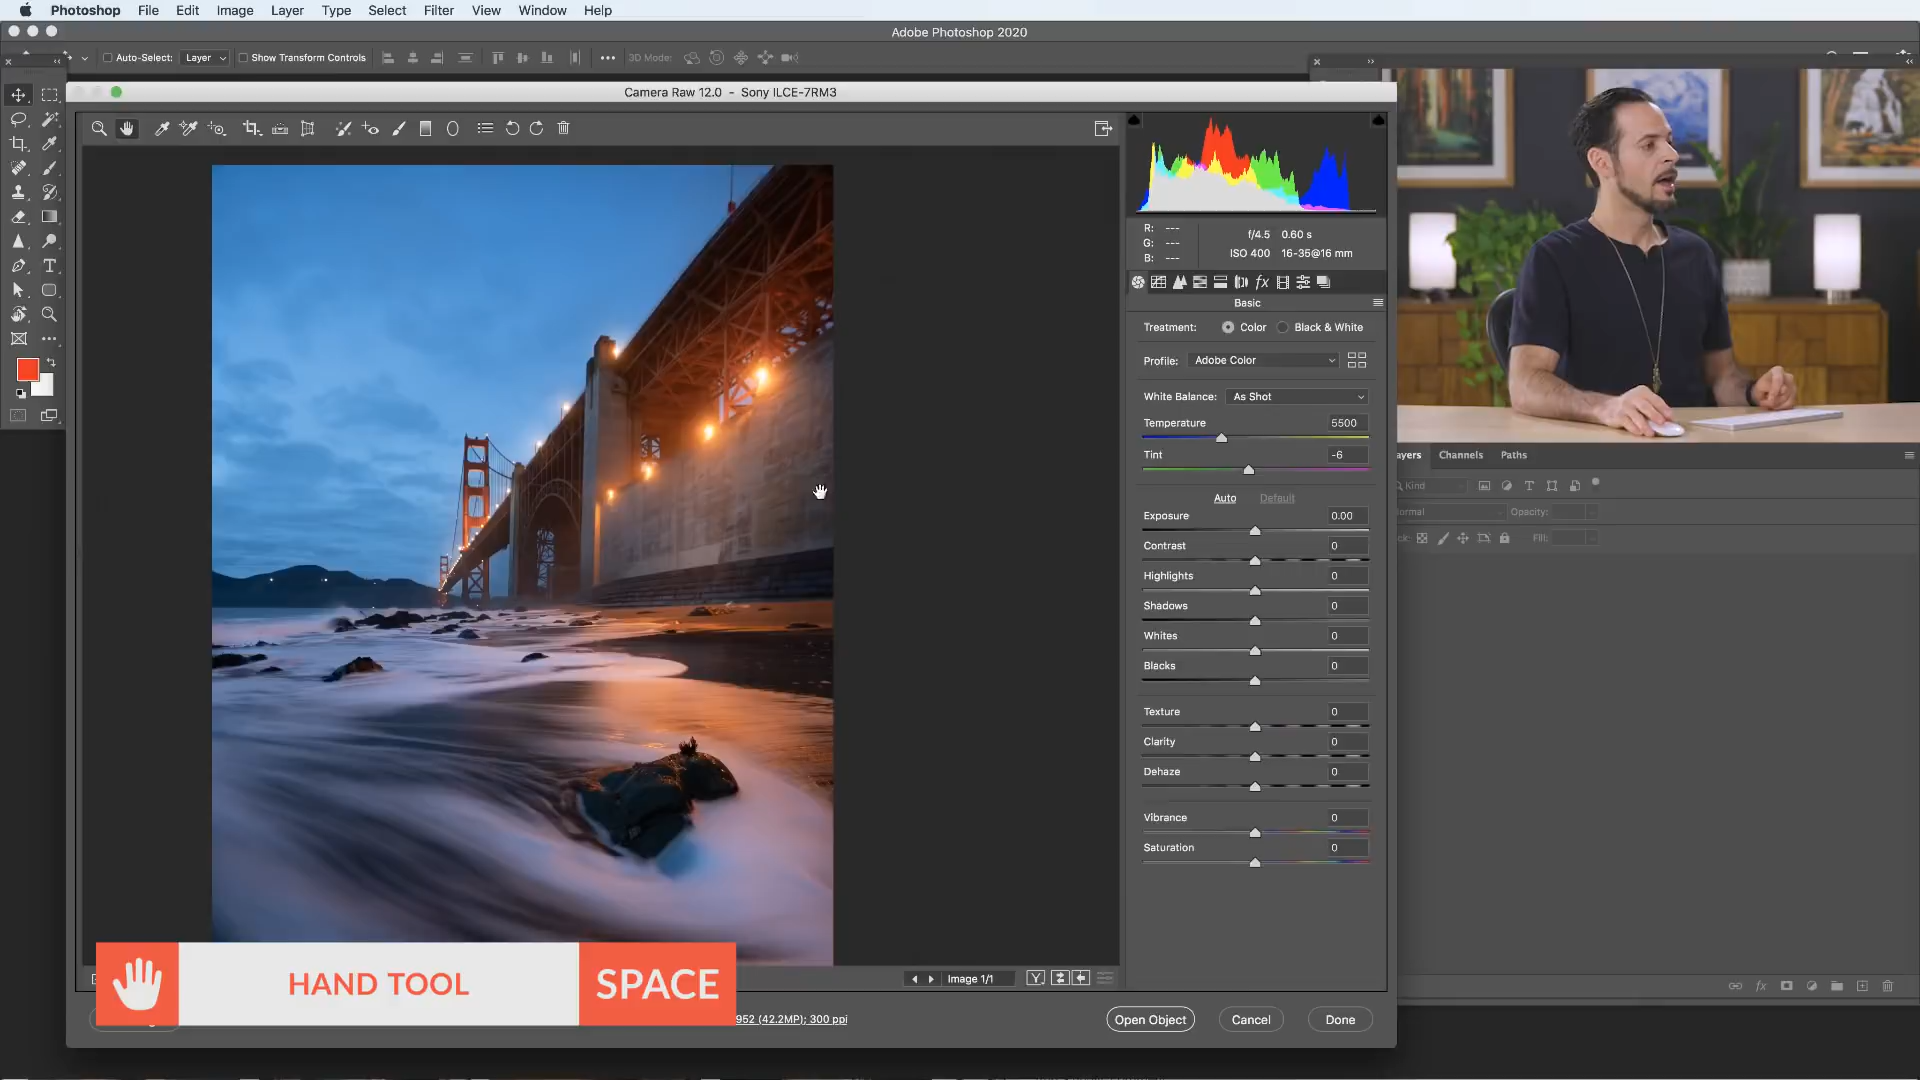 Photoshop File Edit Image Layer Type Select Filter View Window Help
Adobe Photoshop 2020
Auto-Select: Layer Show Transform Controls 3D Mode:
Camera Raw 12.0 - Sony ILCE-7RM3
R: ---
G: ---
B: ---
f/4.5 0.60 s
ISO 400 16-35@16 mm
Basic
Treatment: Color Black & White
Profile: Adobe Color
White Balance: As Shot
Temperature 5500
Tint -6
Auto Default
Exposure 0.00
Contrast 0
Highlights 0
Shadows 0
Whites 0
Blacks 0
Texture 0
Clarity 0
Dehaze 0
Vibrance 0
Saturation 0
ayers Channels Paths
Kind
ormal Opacity:
ck: Fill:
HAND TOOL SPACE
Image 1/1
952 (42.2MP); 300 ppi
Open Object Cancel Done